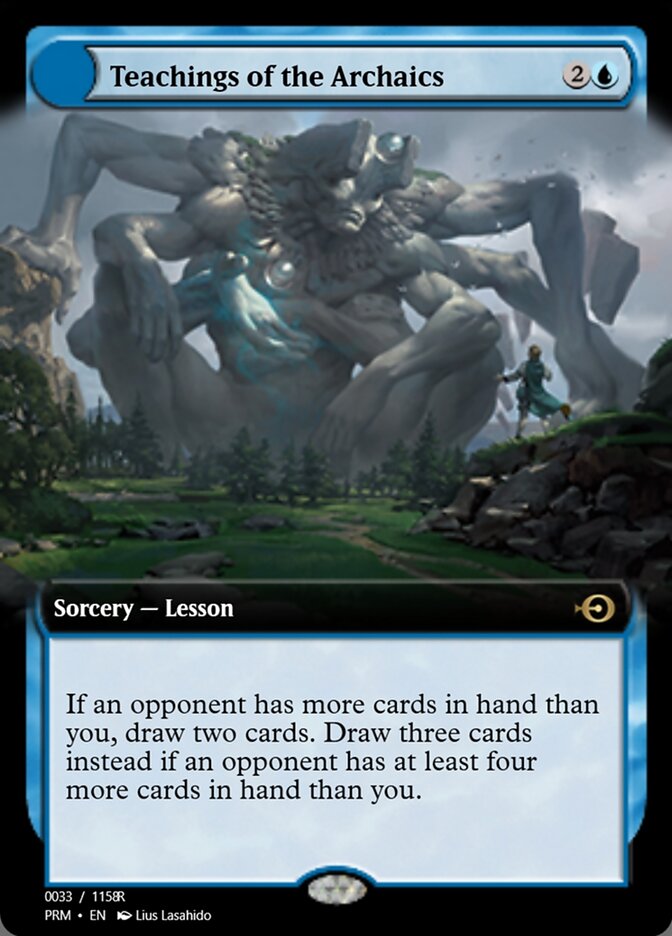 Teachings of the Archaics 2
Sorcery — Lesson
If an opponent has more cards in hand than
you, draw two cards. Draw three cards
instead if an opponent has at least four
more cards in hand than you.
0033 / 1158R
PRM • EN Lius Lasahido